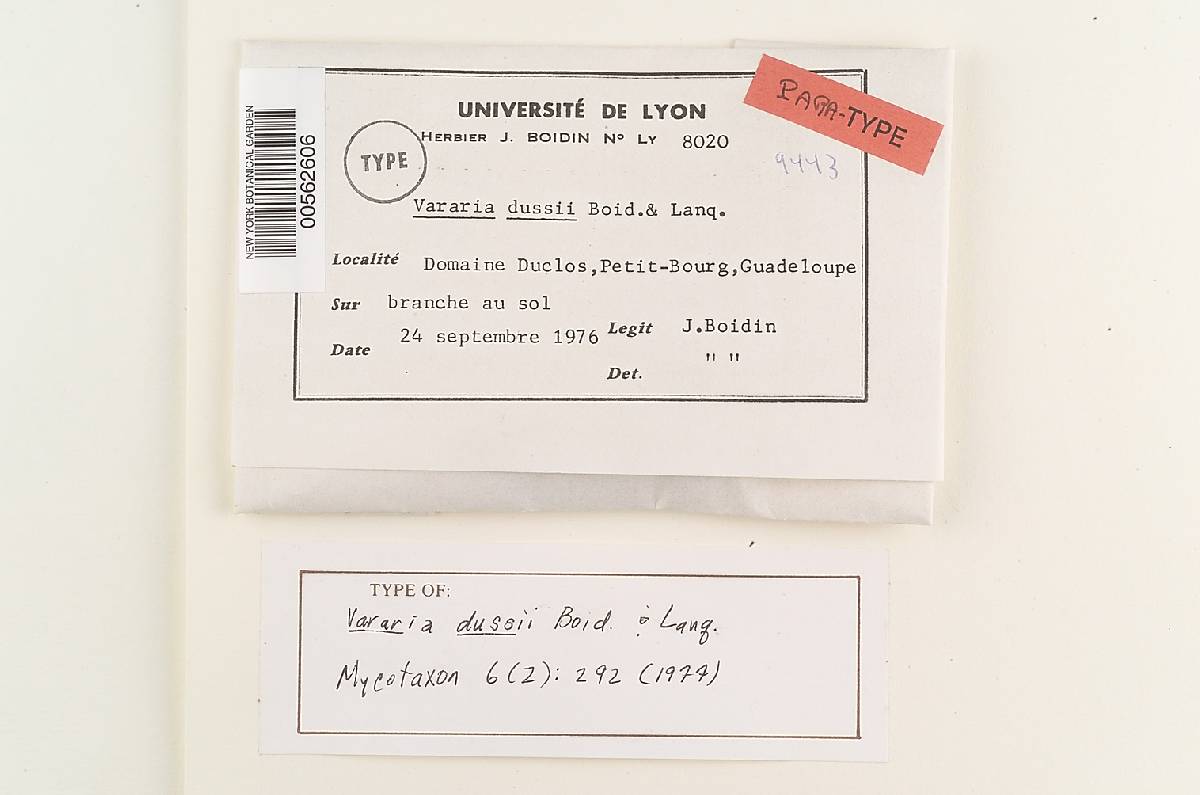 UNIVERSITÉ DE LYON
HERBIER J. BOIDIN Nº LY 8020
TYPE
PARA-TYPE
9443
Vararia dussii Boid.& Lanq.
Localité Domaine Duclos,Petit-Bourg,Guadeloupe
Sur branche au sol
Date 24 septembre 1976 Legit J.Boidin
Det. " "
NEW YORK BOTANICAL GARDEN
00562606
TYPE OF:
Vararia dussii Boid. & Lanq.
Mycotaxon 6(2): 292 (1977)